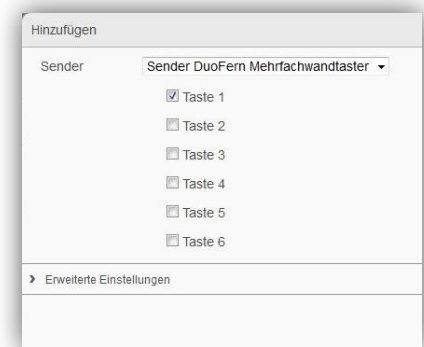 Hinzufügen
Sender Sender DuoFern Mehrfachwandtaster
Taste 1
Taste 2
Taste 3
Taste 4
Taste 5
Taste 6
Erweiterte Einstellungen